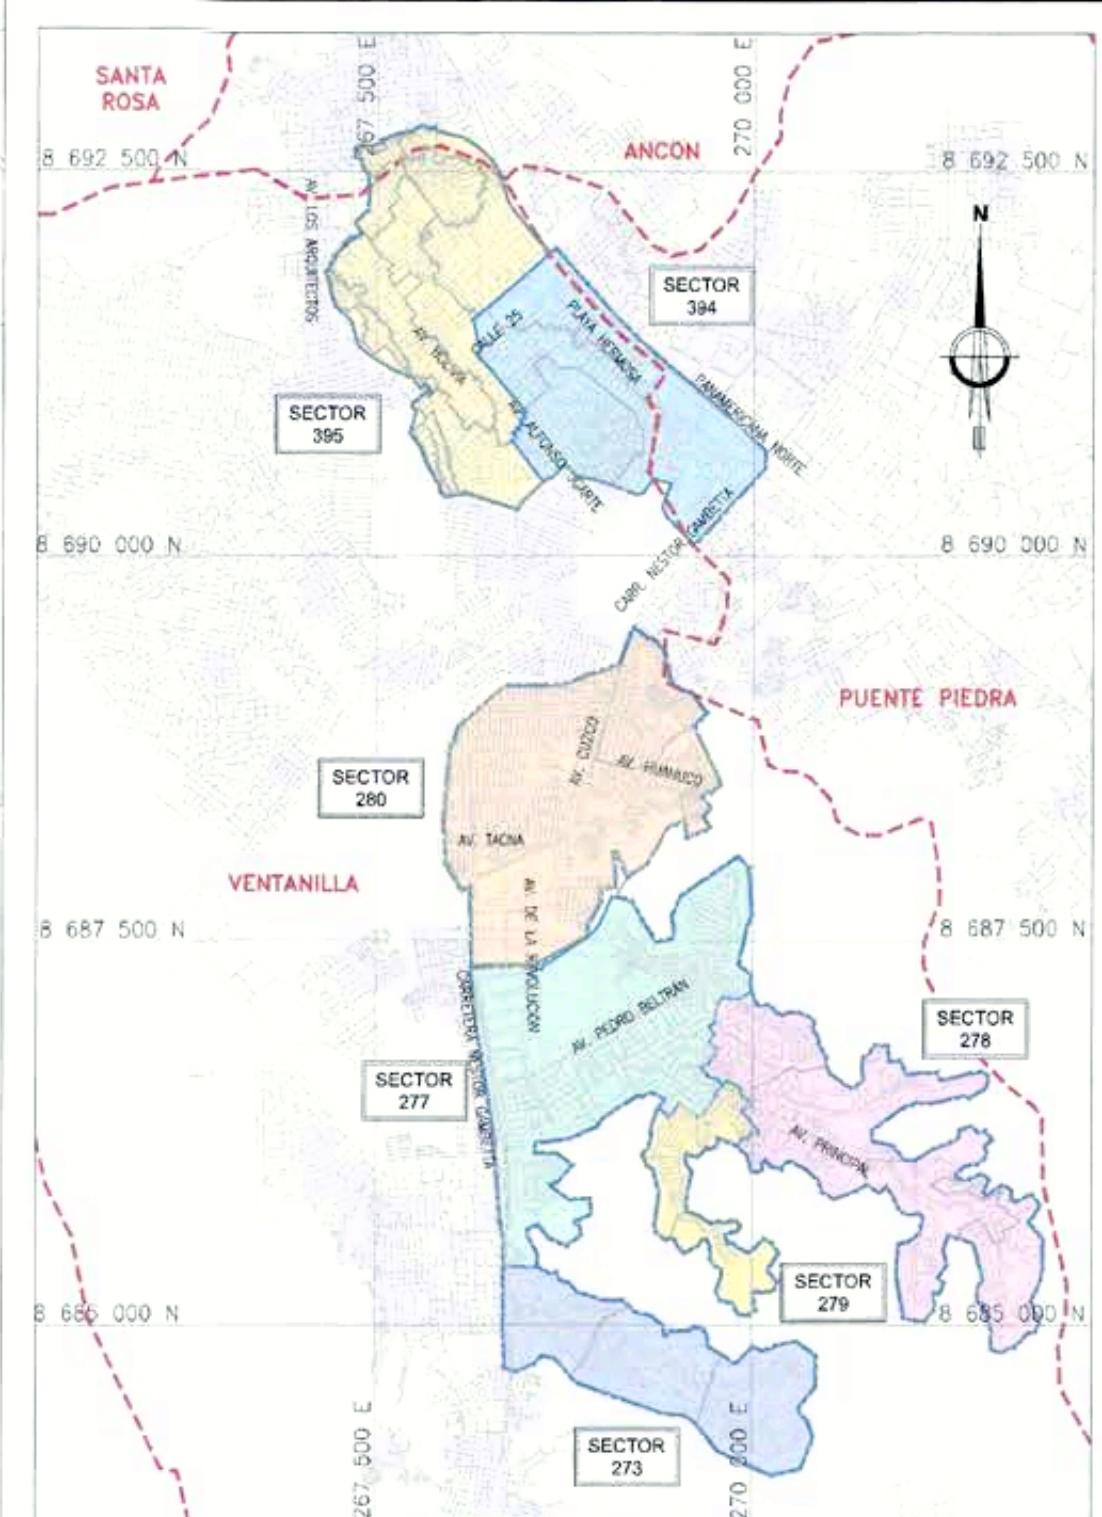 SANTA
ROSA
267 500 E
270 000 E
ANCON
8 692 500 N
8 692 500 N
N
AV. LOS ARQUITECTOS
SECTOR
394
PLAYA HERMOSA
CALLE 25
AV. BOLIVIA
PANAMERICANA NORTE
SECTOR
395
AV. ALFONSO UGARTE
8 690 000 N
8 690 000 N
CARR. NESTOR GAMBETTA
PUENTE PIEDRA
AV. CUZCO
AV. HUANUCO
SECTOR
280
AV. TACNA
VENTANILLA
AV. DE LA REVOLUCION
8 687 500 N
8 687 500 N
CARRETERA NESTOR GAMBETTA
AV. PEDRO BELTRAN
SECTOR
278
SECTOR
277
AV. PRINCIPAL
SECTOR
279
8 685 000 N
8 685 000 N
267 500 E
270 000 E
SECTOR
273